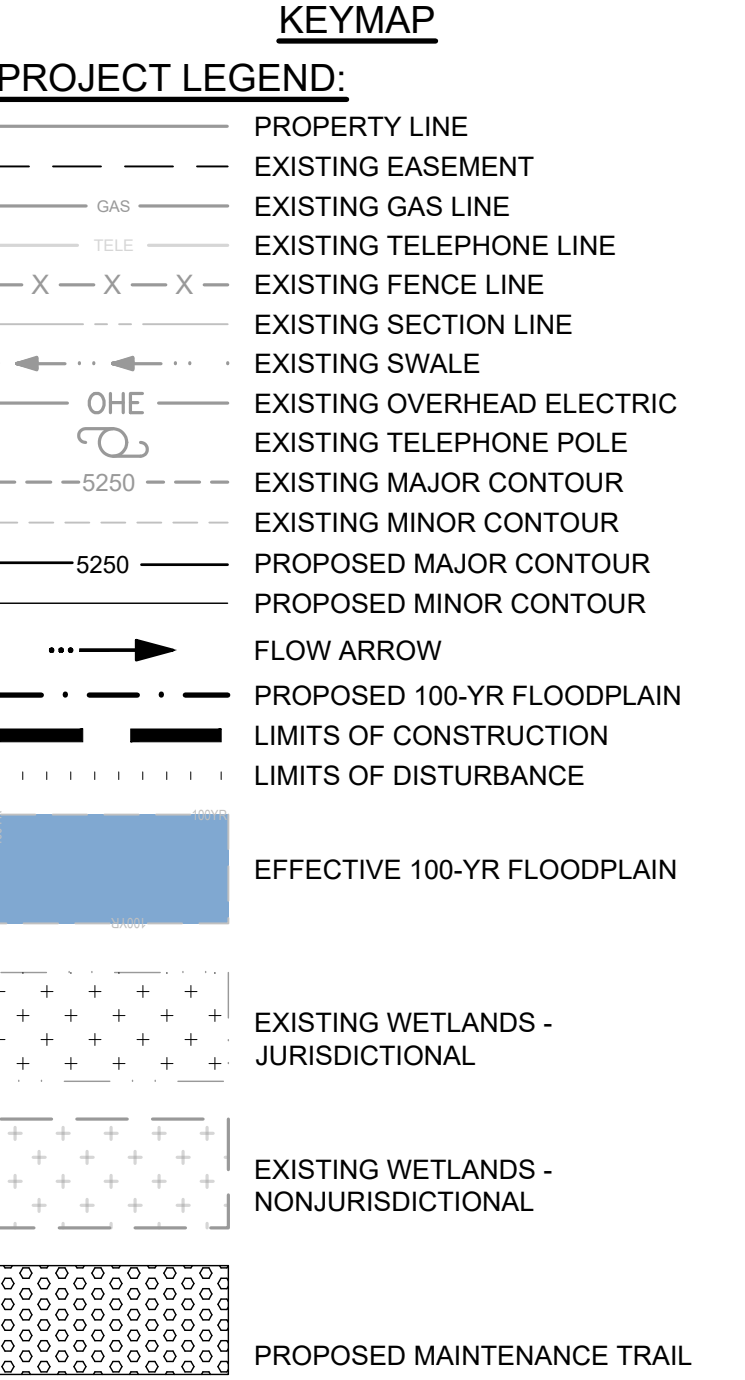 KEYMAP
PROJECT LEGEND:
PROPERTY LINE
EXISTING EASEMENT
GAS EXISTING GAS LINE
TELE EXISTING TELEPHONE LINE
X X X EXISTING FENCE LINE
EXISTING SECTION LINE
EXISTING SWALE
OHE EXISTING OVERHEAD ELECTRIC
EXISTING TELEPHONE POLE
5250 EXISTING MAJOR CONTOUR
EXISTING MINOR CONTOUR
5250 PROPOSED MAJOR CONTOUR
PROPOSED MINOR CONTOUR
FLOW ARROW
PROPOSED 100-YR FLOODPLAIN
LIMITS OF CONSTRUCTION
LIMITS OF DISTURBANCE
100YR
EFFECTIVE 100-YR FLOODPLAIN
100YR
EXISTING WETLANDS -
JURISDICTIONAL
EXISTING WETLANDS -
NONJURISDICTIONAL
PROPOSED MAINTENANCE TRAIL